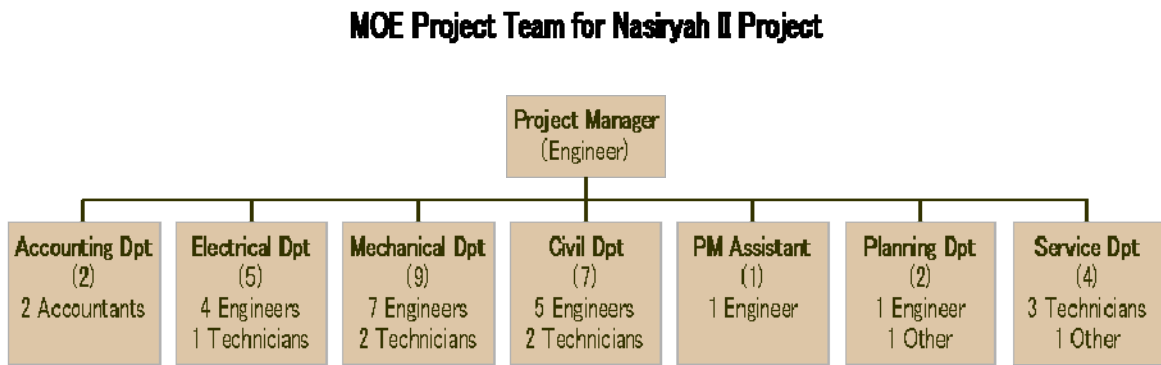 MOE Project Team for Nasiryah II Project
Project Manager
(Engineer)
Accounting Dpt
(2)
2 Accountants
Electrical Dpt
(5)
4 Engineers
1 Technicians
Mechanical Dpt
(9)
7 Engineers
2 Technicians
Civil Dpt
(7)
5 Engineers
2 Technicians
PM Assistant
(1)
1 Engineer
Planning Dpt
(2)
1 Engineer
1 Other
Service Dpt
(4)
3 Technicians
1 Other